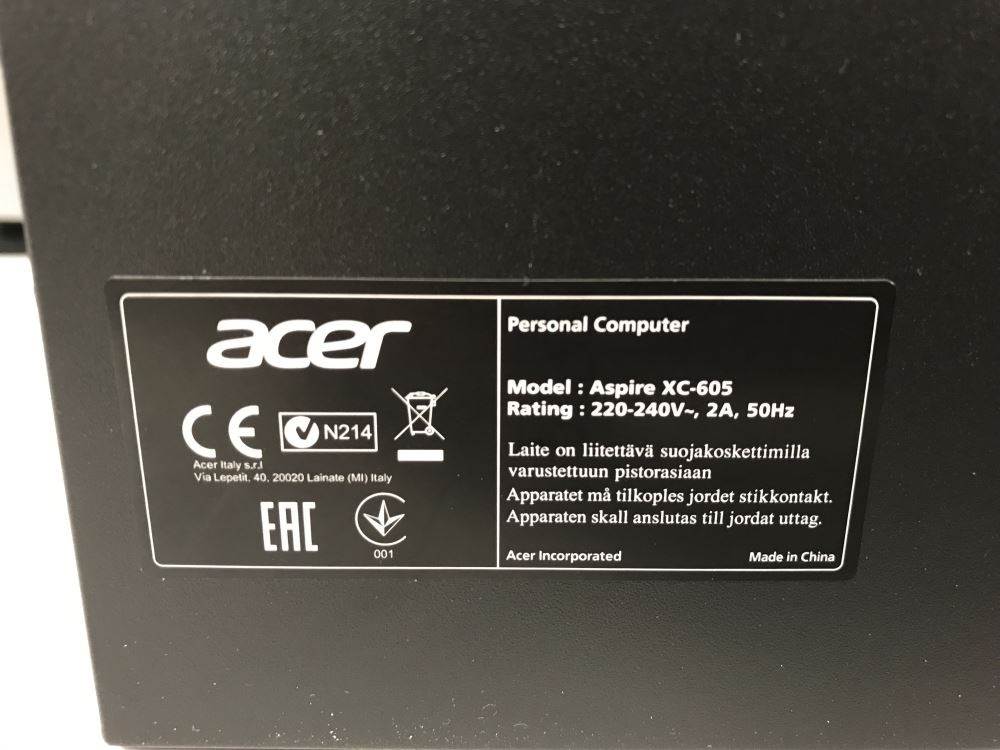 acer
CE
N214
Acer Italy s.r.l
Via Lepetit, 40, 20020 Lainate (MI) Italy
EAC
001
Personal Computer
Model : Aspire XC-605
Rating : 220-240V~, 2A, 50Hz
Laite on liitettävä suojakoskettimilla
varustettuun pistorasiaan
Apparatet må tilkoples jordet stikkontakt.
Apparaten skall anslutas till jordat uttag.
Acer Incorporated
Made in China